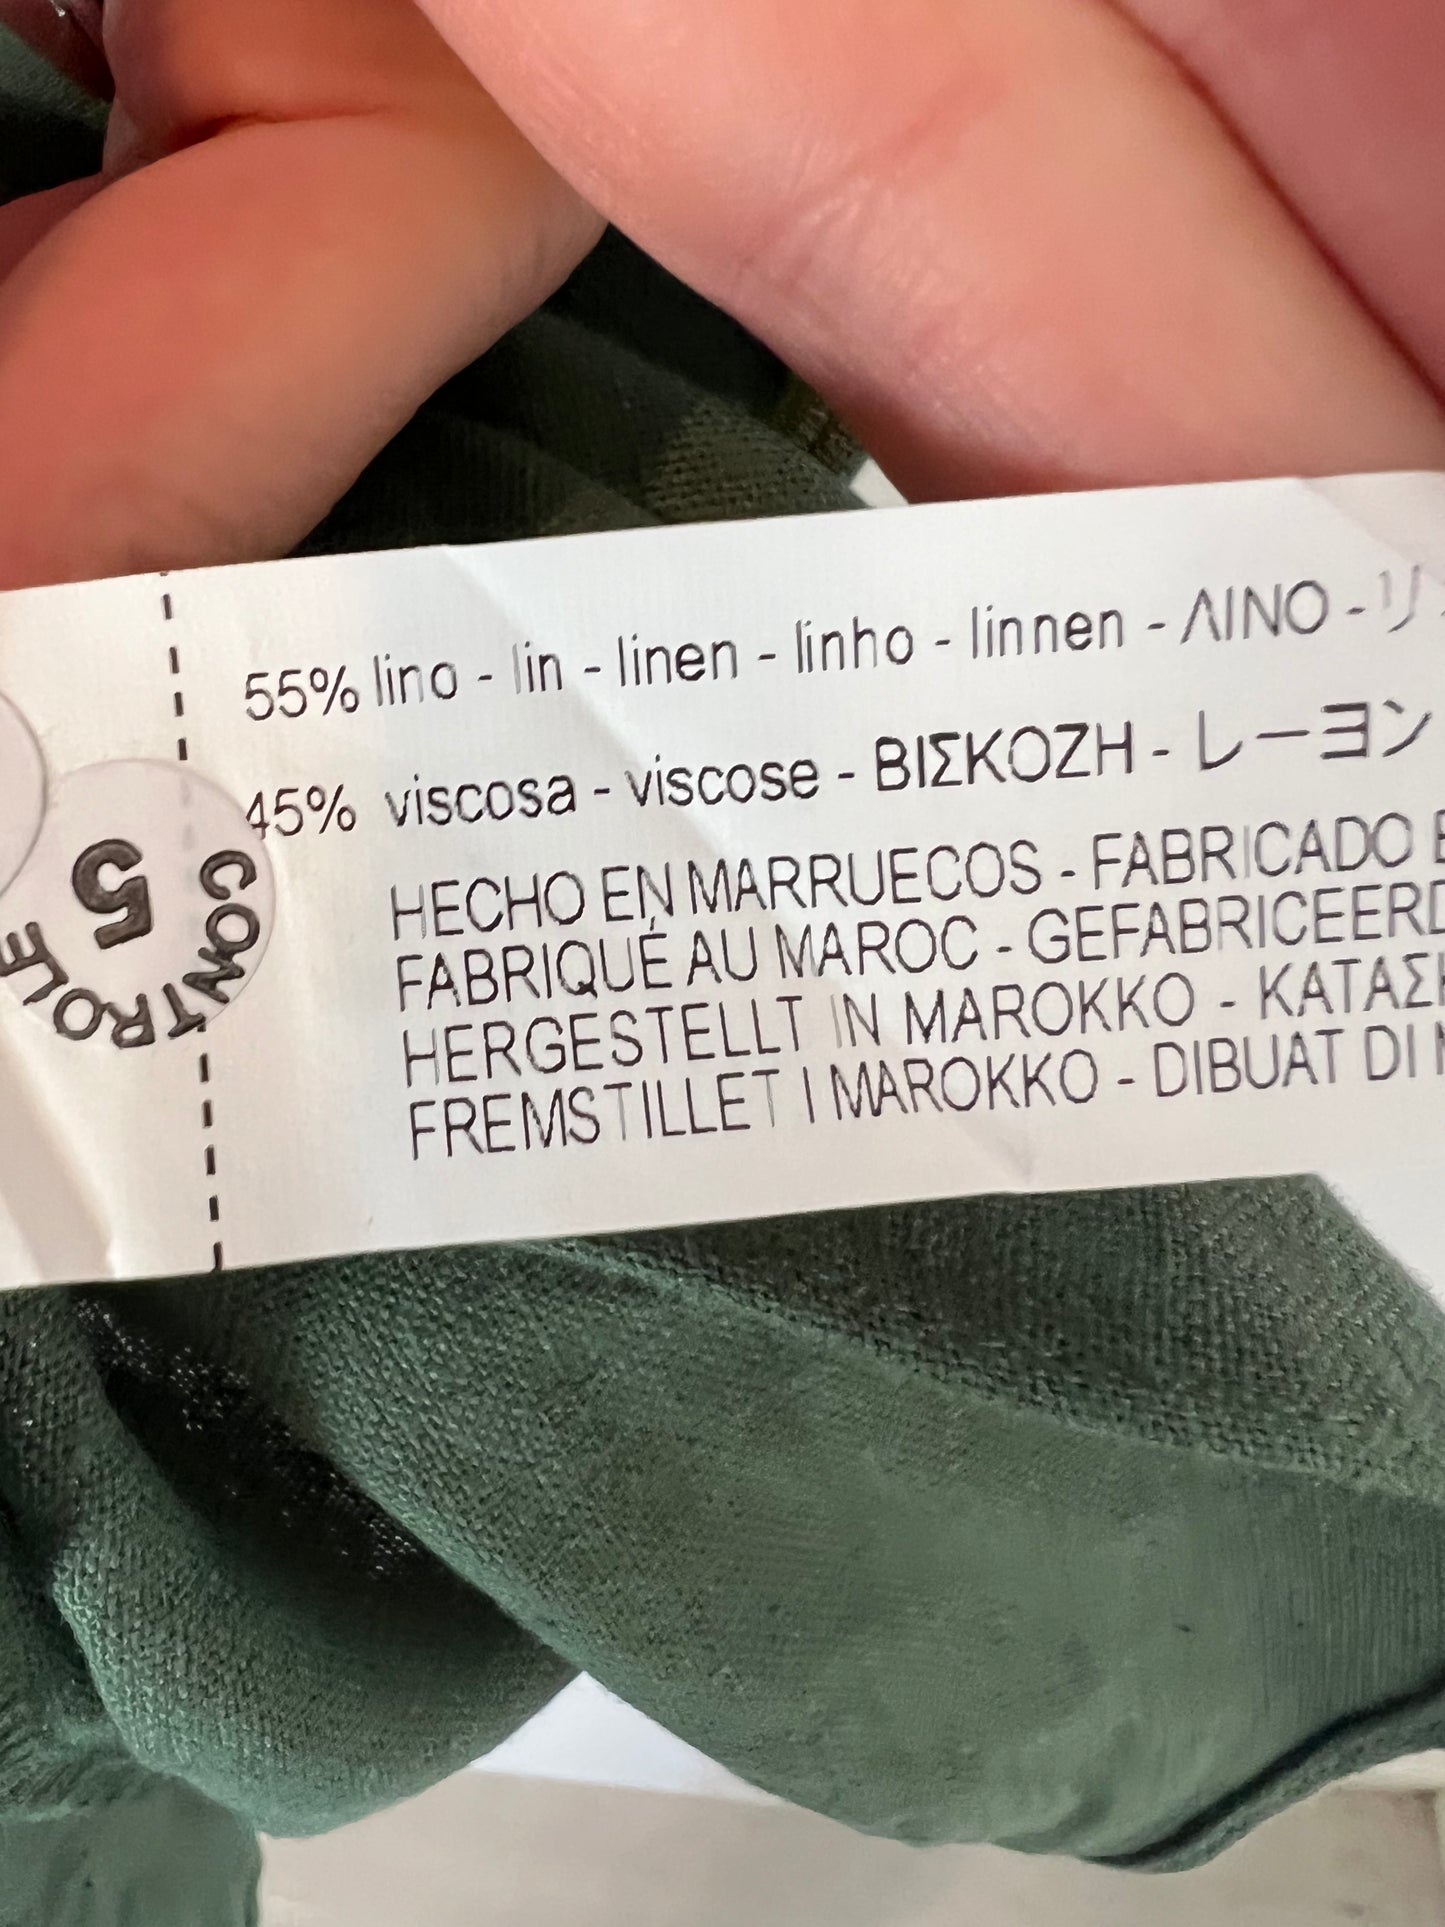 55% lino - lin - linen - linho - linnen - ΛΙΝΟ -
45% viscosa - viscose - ΒΙΣΚΟΖΗ - レーヨン
HECHO EN MARRUECOS - FABRICADO
FABRIQUÉ AU MAROC - GEFABRICEERD
HERGESTELLT IN MAROKKO -
FREMSTILLET I MAROKKO - DIBUAT DI
5
CONTROLE